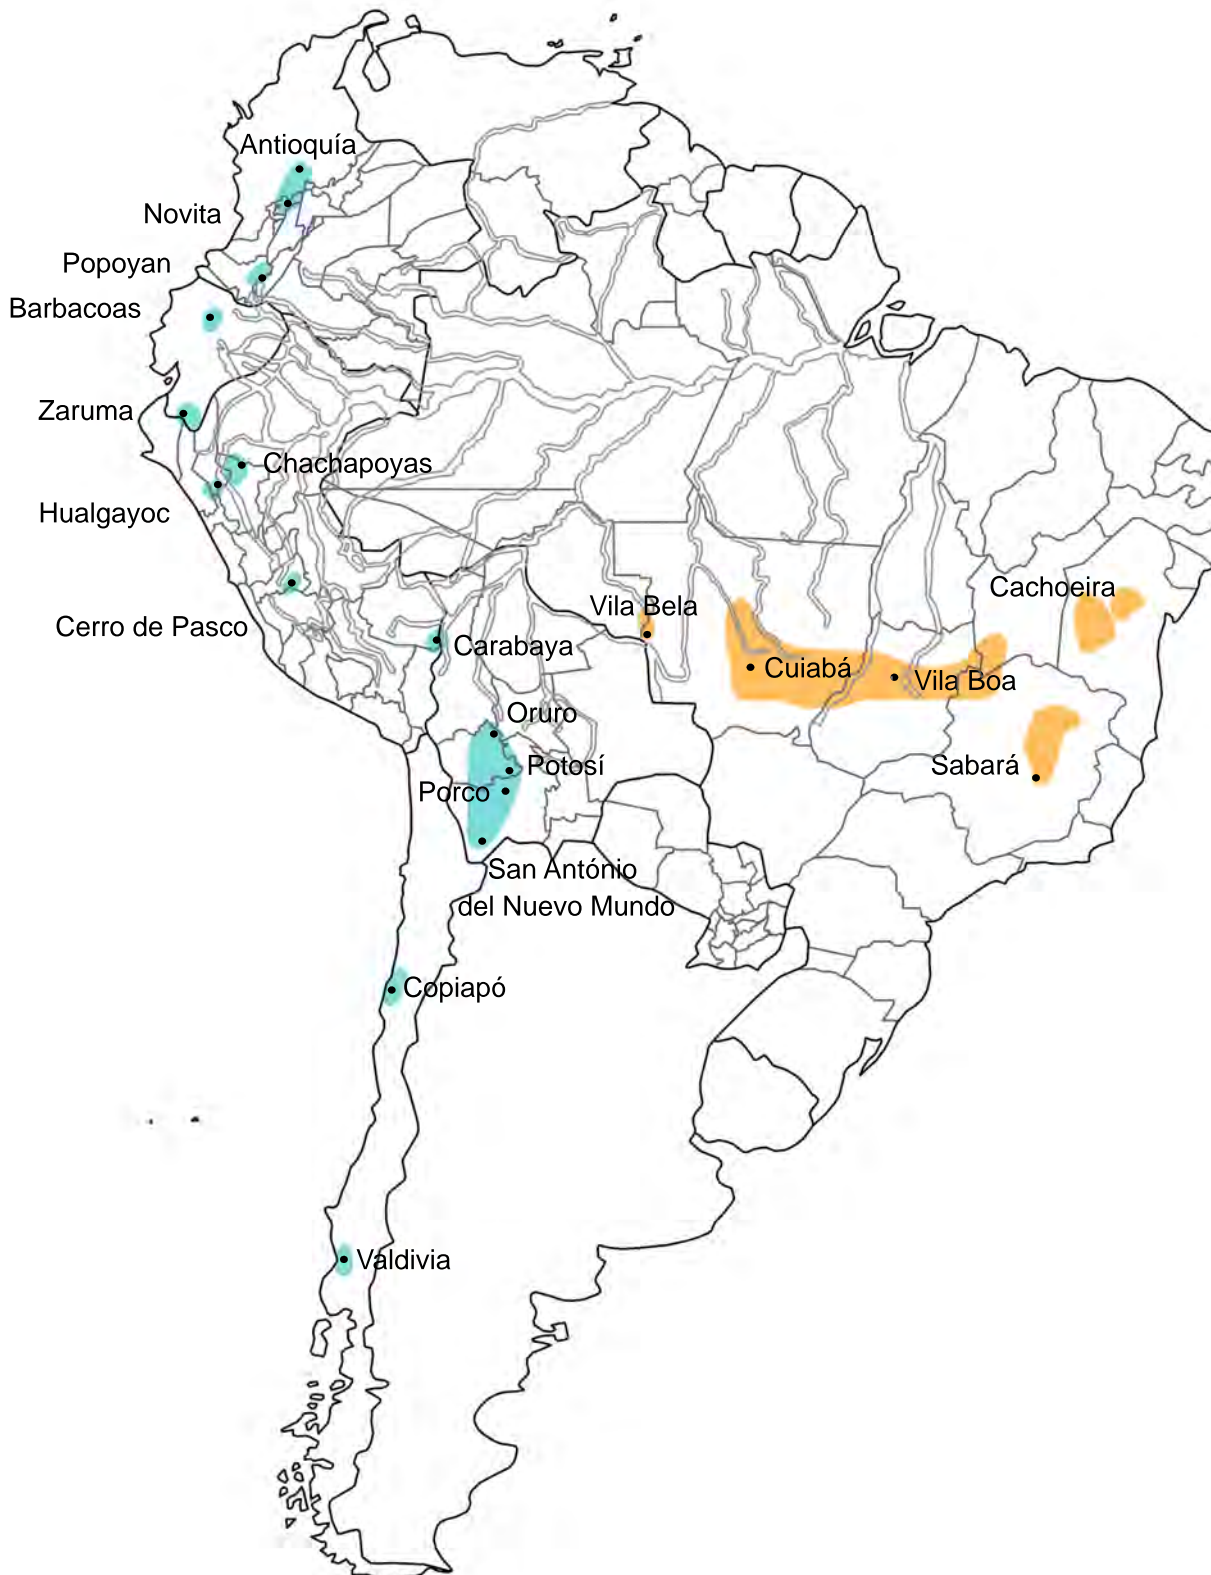 Antioquía
Novita
Popoyan
Barbacoas
Zaruma
Chachapoyas
Hualgayoc
Cachoeira
Vila Bela
Cerro de Pasco
Carabaya
Cuiabá
Vila Boa
Oruro
Potosí
Sabará
Porco
San António
del Nuevo Mundo
Copiapó
Valdivia